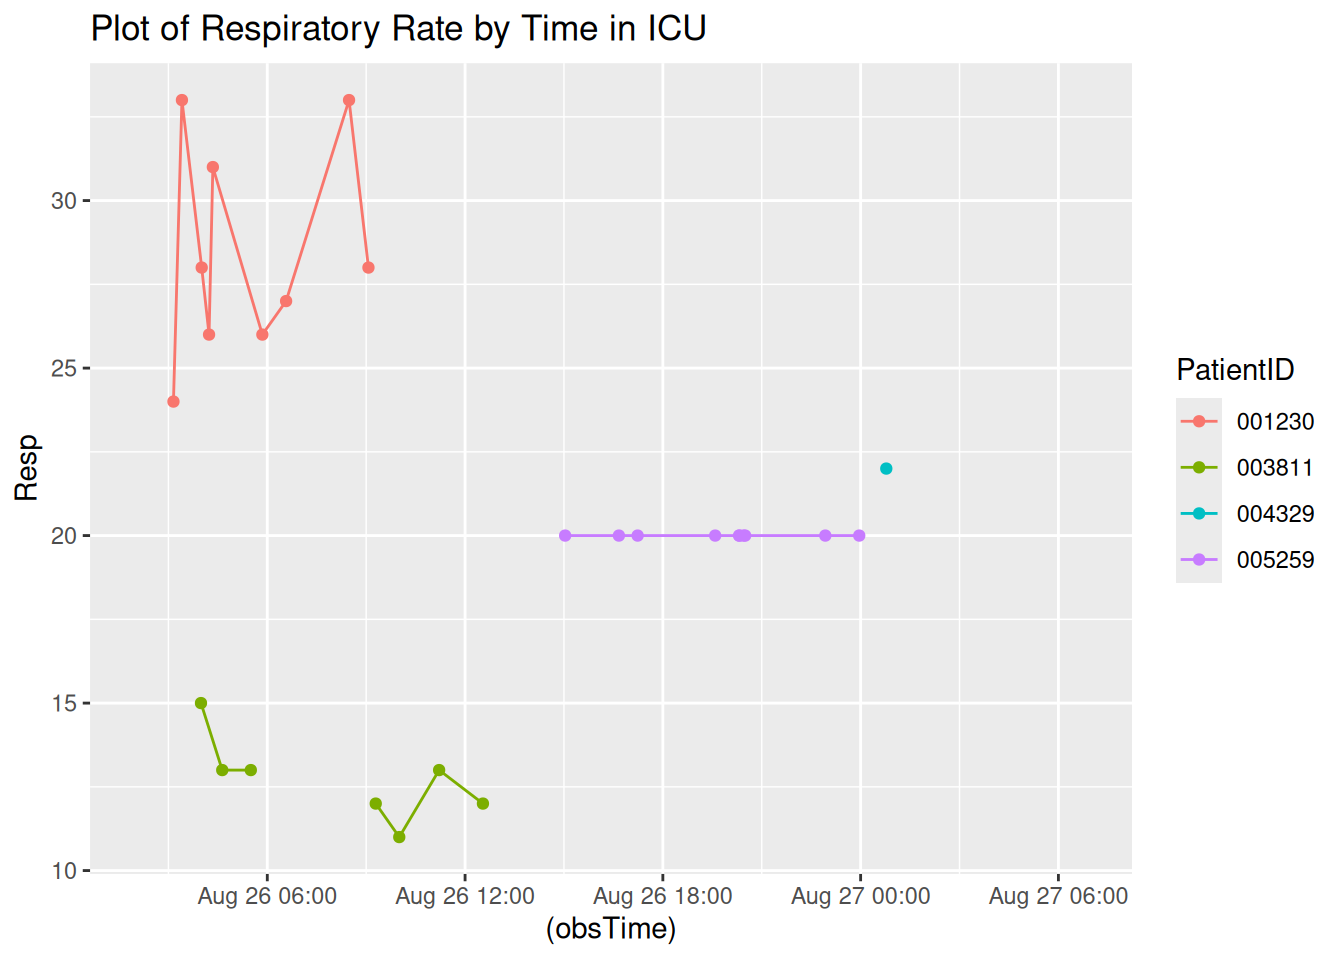 Plot of Respiratory Rate by Time in ICU
Resp
30
25
20
15
10
Aug 26 06:00 Aug 26 12:00 Aug 26 18:00 Aug 27 00:00 Aug 27 06:00
(obsTime)
PatientID
001230
003811
004329
005259